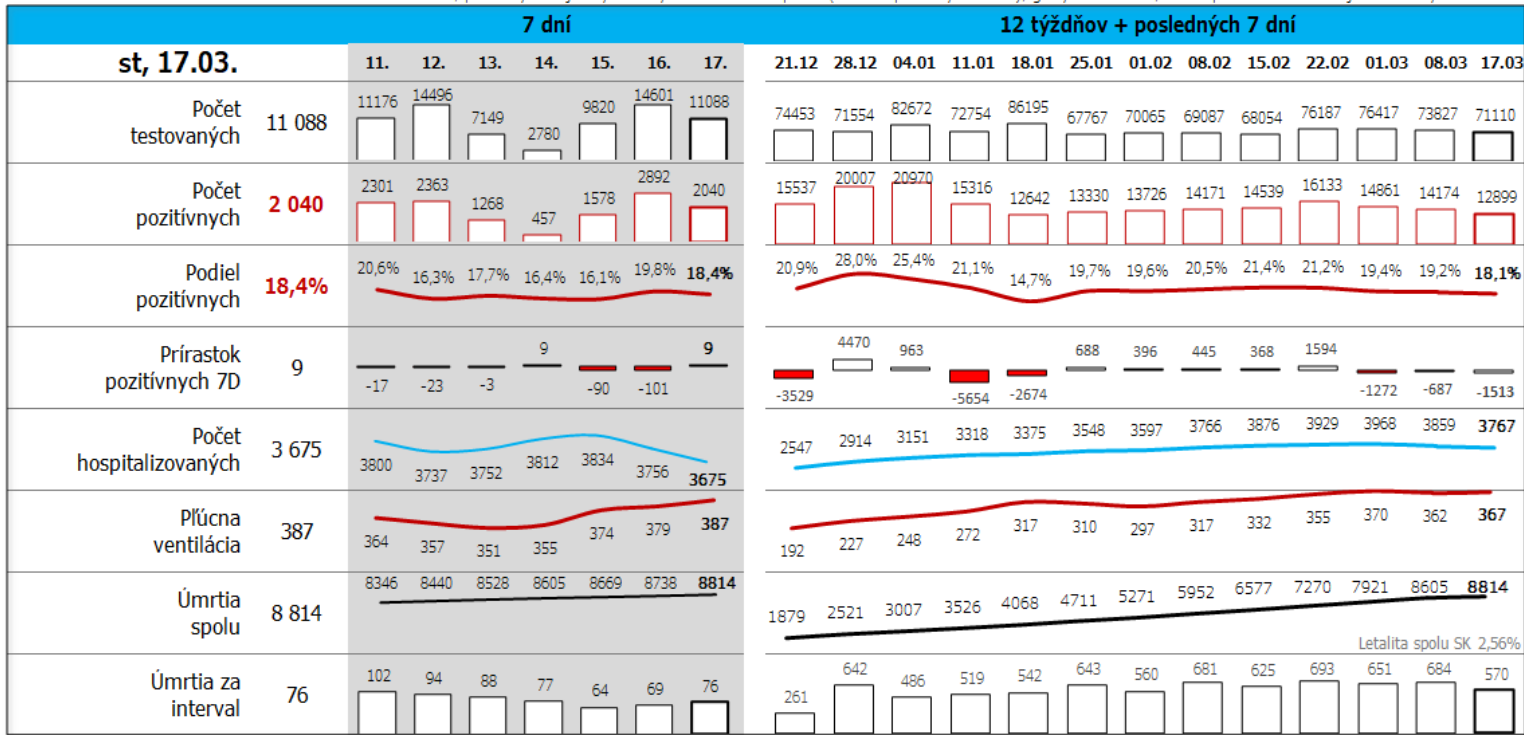 7 dní
12 týždňov + posledných 7 dní
st, 17.03.
11. 12. 13. 14. 15. 16. 17.
21.12 28.12 04.01 11.01 18.01 25.01 01.02 08.02 15.02 22.02 01.03 08.03 17.03
Počet
testovaných
11 088
11176 14496 7149 2780 9820 14601 11088
74453 71554 82672 72754 86195 67767 70065 69087 68054 76187 76417 73827 71110
Počet
pozitívnych
2 040
2301 2363 1268 457 1578 2892 2040
15537 20007 20970 15316 12642 13330 13726 14171 14539 16133 14861 14174 12899
Podiel
pozitívnych
18,4%
20,6% 16,3% 17,7% 16,4% 16,1% 19,8% 18,4%
20,9% 28,0% 25,4% 21,1% 14,7% 19,7% 19,6% 20,5% 21,4% 21,2% 19,4% 19,2% 18,1%
Prírastok
pozitívnych 7D
9
-17 -23 -3 9 -90 -101 9
-3529 4470 963 -5654 -2674 688 396 445 368 1594 -1272 -687 -1513
Počet
hospitalizovaných
3 675
3800 3737 3752 3812 3834 3756 3675
2547 2914 3151 3318 3375 3548 3597 3766 3876 3929 3968 3859 3767
Pľúcna
ventilácia
387
364 357 351 355 374 379 387
192 227 248 272 317 310 297 317 332 355 370 362 367
Úmrtia
spolu
8 814
8346 8440 8528 8605 8669 8738 8814
1879 2521 3007 3526 4068 4711 5271 5952 6577 7270 7921 8605 8814
Letalita spolu SK 2,56%
Úmrtia za
interval
76
102 94 88 77 64 69 76
261 642 486 519 542 643 560 681 625 693 651 684 570